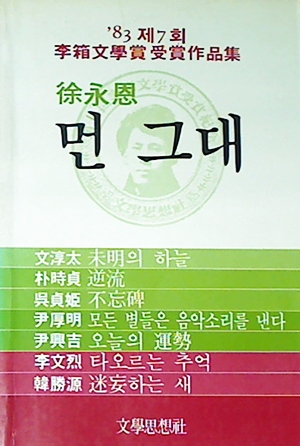 '83 제7회
李箱文學賞 受賞作品集
徐永恩
먼 그대
文淳太 未明의 하늘
朴時貞 逆流
吳貞姬 不忘碑
尹厚明 모든 별들은 음악소리를 낸다
尹興吉 오늘의 運勢
李文烈 타오르는 추억
韓勝源 迷妄하는 새
文學思想社